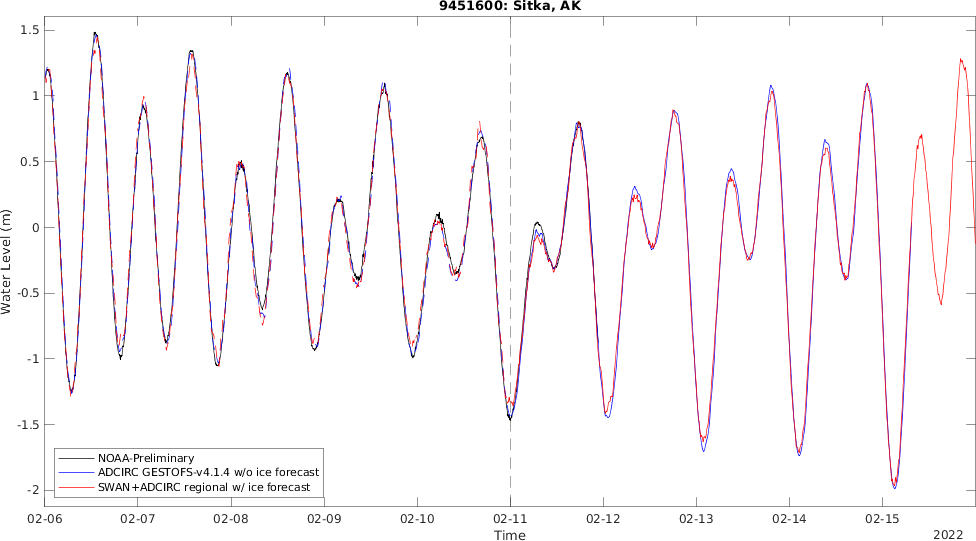 9451600: Sitka, AK
1.5
1
0.5
0
-0.5
-1
-1.5
-2
Water Level (m)
NOAA-Preliminary
ADCIRC GESTOFS-v4.1.4 w/o ice forecast
SWAN+ADCIRC regional w/ ice forecast
02-06 02-07 02-08 02-09 02-10 02-11 02-12 02-13 02-14 02-15
Time
2022